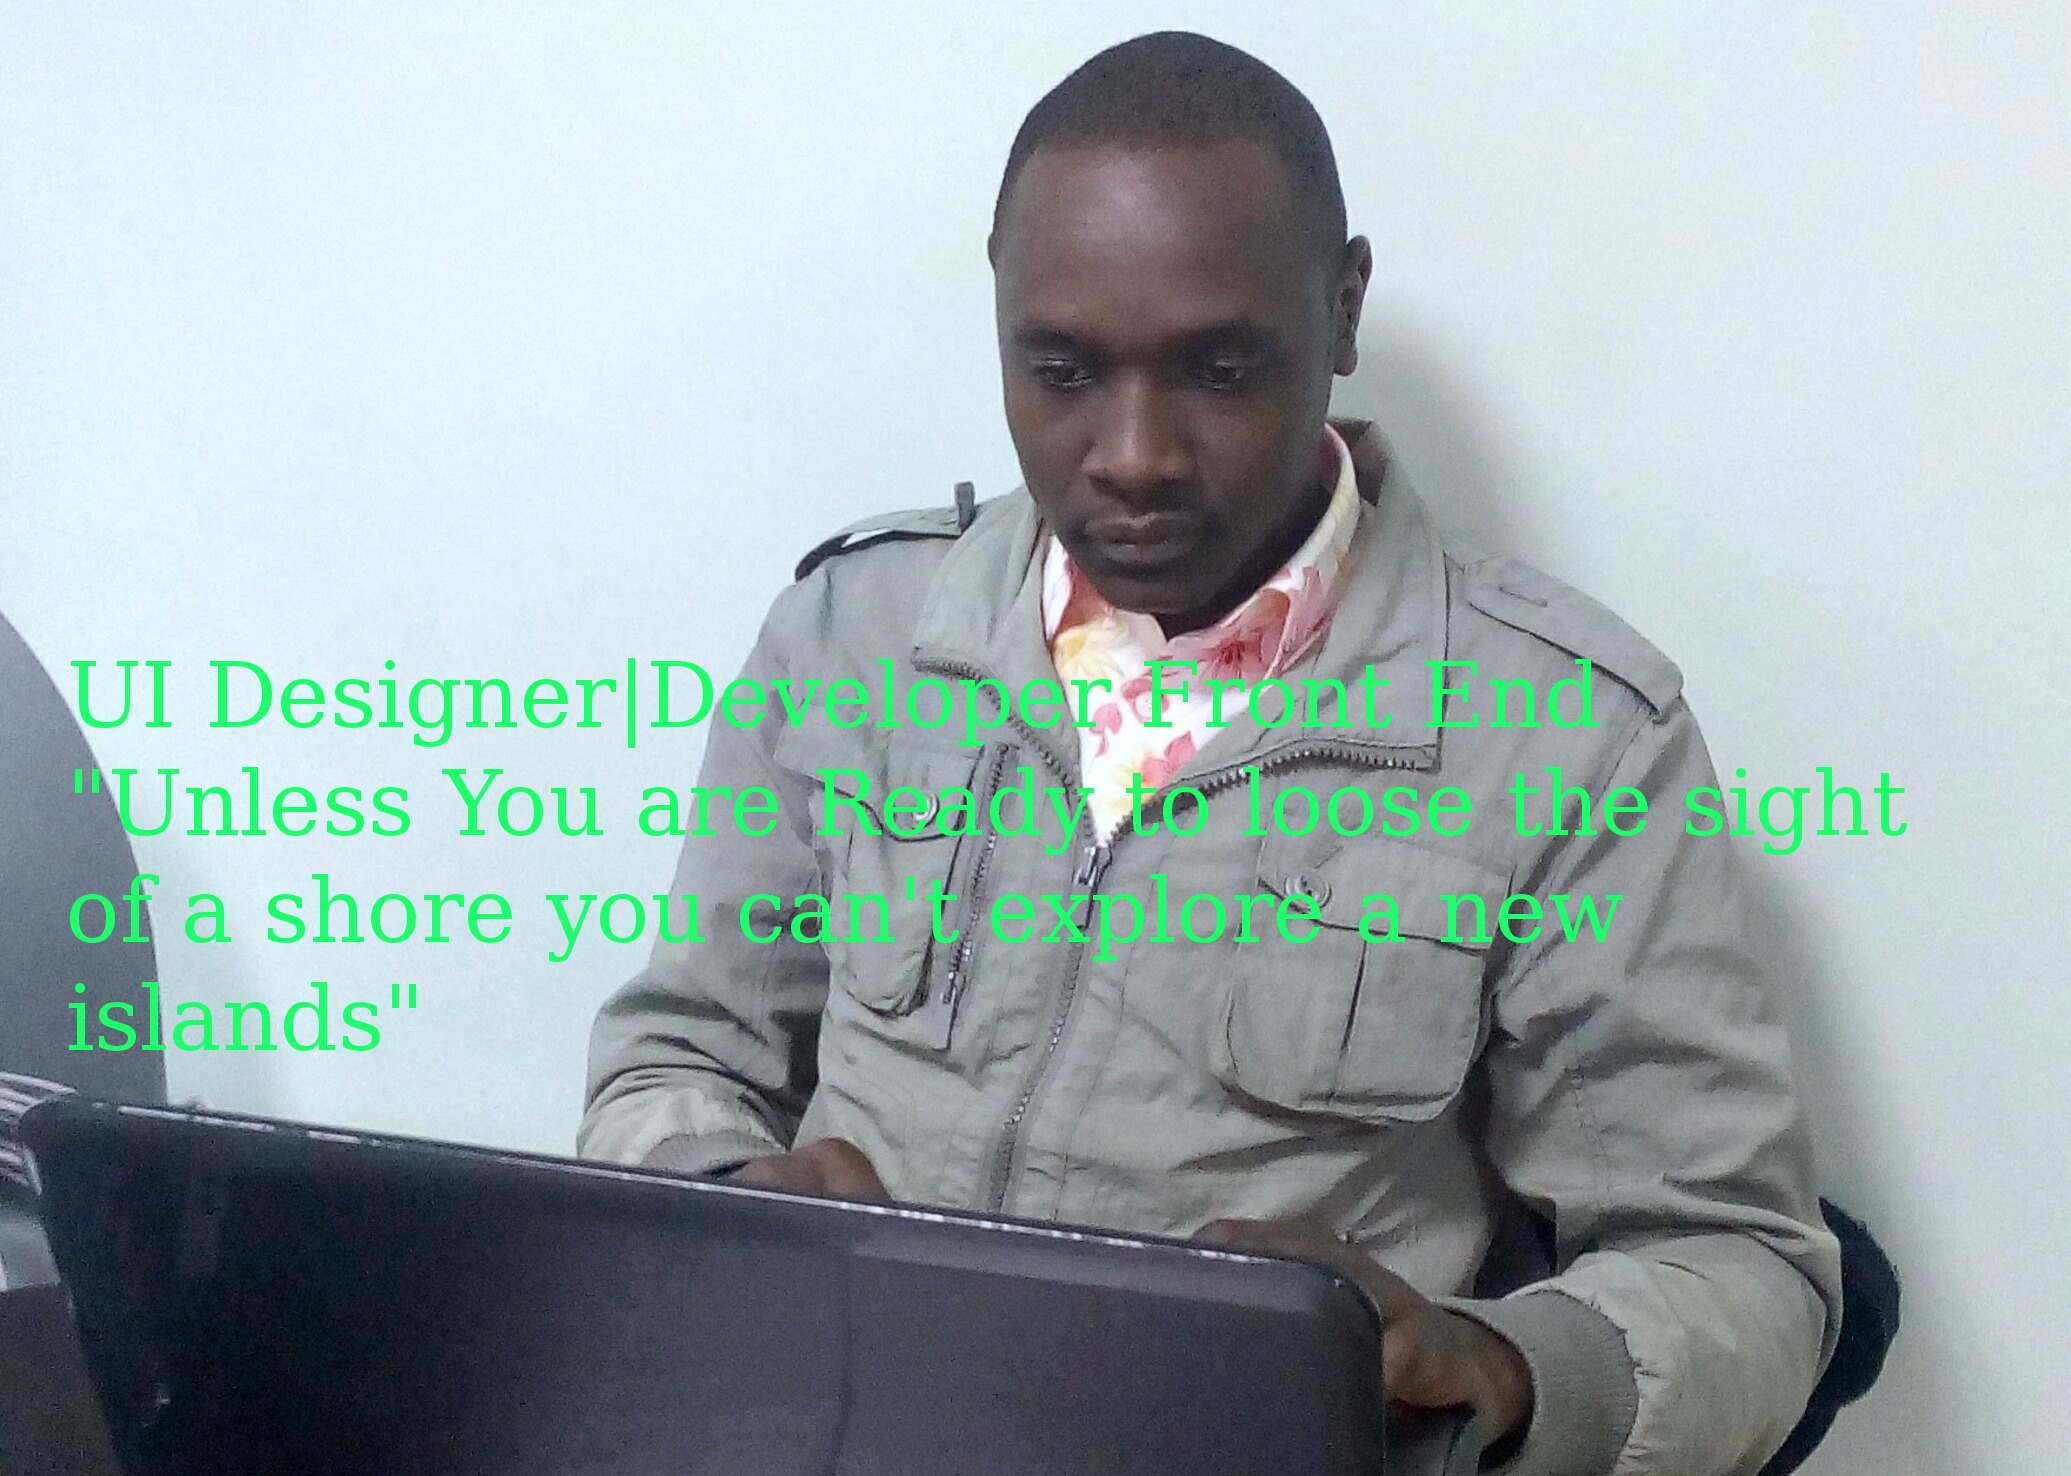 UI Designer|Developer Front End
"Unless You are Ready to loose the sight
of a shore you can't explore a new
islands"